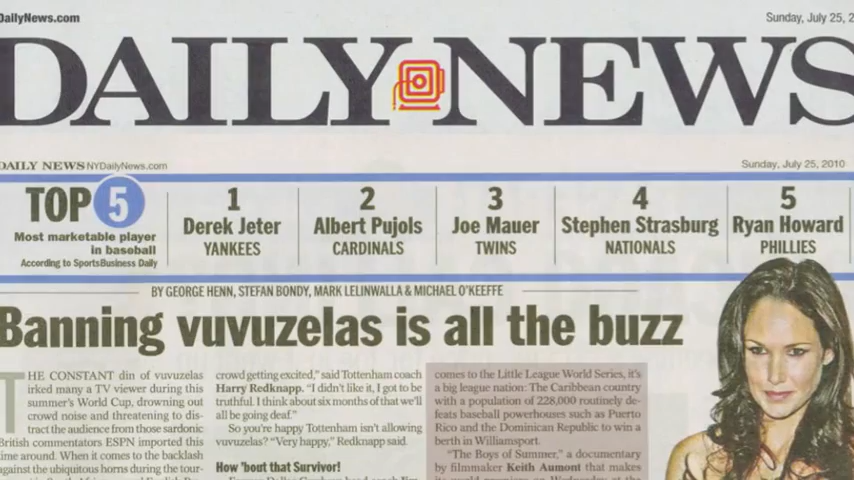 DailyNews.com
Sunday, July 25, 2
DAILY NEWS
DAILY NEWS NYDailyNews.com
Sunday, July 25, 2010
TOP 5
Most marketable player
in baseball
According to SportsBusiness Daily
1
Derek Jeter
YANKEES
2
Albert Pujols
CARDINALS
3
Joe Mauer
TWINS
4
Stephen Strasburg
NATIONALS
5
Ryan Howard
PHILLIES
BY GEORGE HENN, STEFAN BONDY, MARK LELINWALLA & MICHAEL O'KEEFFE
Banning vuvuzelas is all the buzz
THE CONSTANT din of vuvuzelas
irked many a TV viewer during this
summer's World Cup, drowning out
crowd noise and threatening to dis-
tract the audience from those sardonic
British commentators ESPN imported this
time around. When it comes to the backlash
against the ubiquitous horns during the tour-
crowd getting excited," said Tottenham coach
Harry Redknapp. "I didn't like it, I got to be
truthful. I think about six months of that we'll
all be going deaf."
So you're happy Tottenham isn't allowing
vuvuzelas? "Very happy," Redknapp said.
How 'bout that Survivor!
comes to the Little League World Series, it's
a big league nation: The Caribbean country
with a population of 228,000 routinely de-
feats baseball powerhouses such as Puerto
Rico and the Dominican Republic to win a
berth in Williamsport.
"The Boys of Summer," a documentary
by filmmaker Keith Aumont that makes